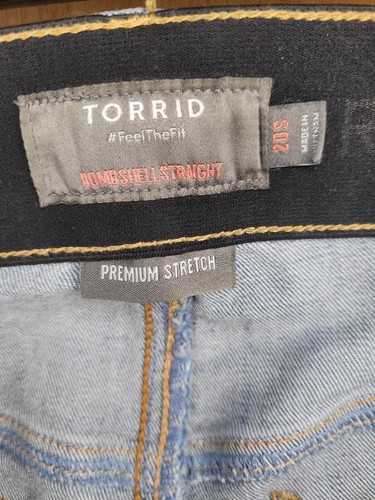 TORRID
#FeelTheFit
BOMBSHELL STRAIGHT
20S
MADE IN
VIETNAM
PREMIUM STRETCH